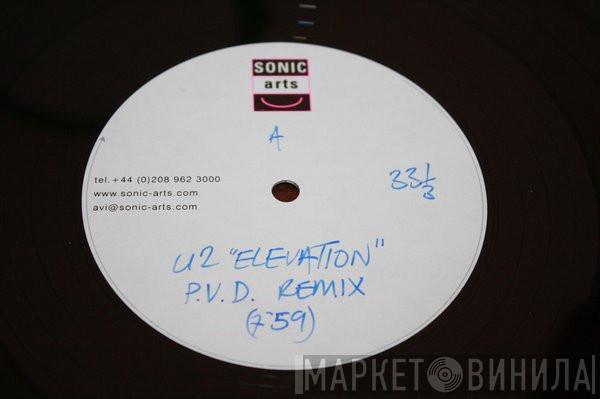 SONIC
arts
A
tel. +44 (0)208 962 3000
www.sonic-arts.com
avi@sonic-arts.com
33 1/3
U2 "ELEVATION"
P.V.D. REMIX
(7'59)
МАРКЕТ ВИНИЛА